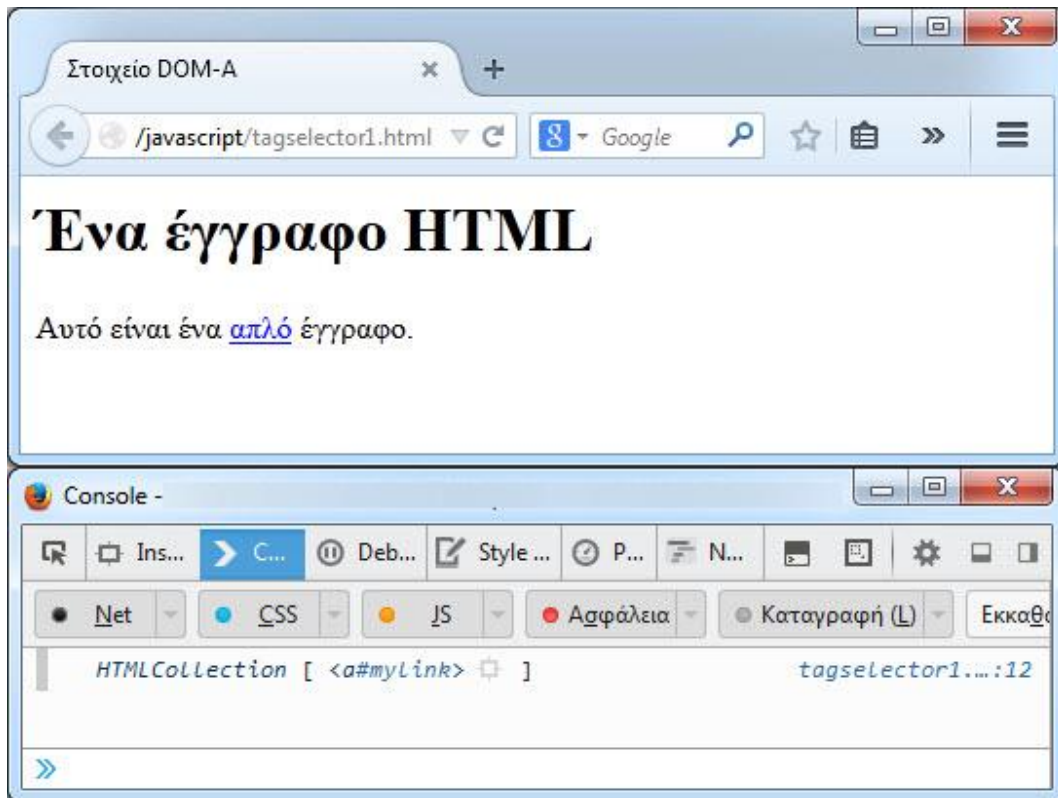 Στοιχείο DOM-A
/javascript/tagselector1.html Google
Ένα έγγραφο HTML
Αυτό είναι ένα απλό έγγραφο.
Console -
Ins... C... Deb... Style ... P... N...
Net CSS JS Ασφάλεια Καταγραφή (L) Εκκαθα
HTMLCollection [ <a#mylink> ] tagselector1.…:12